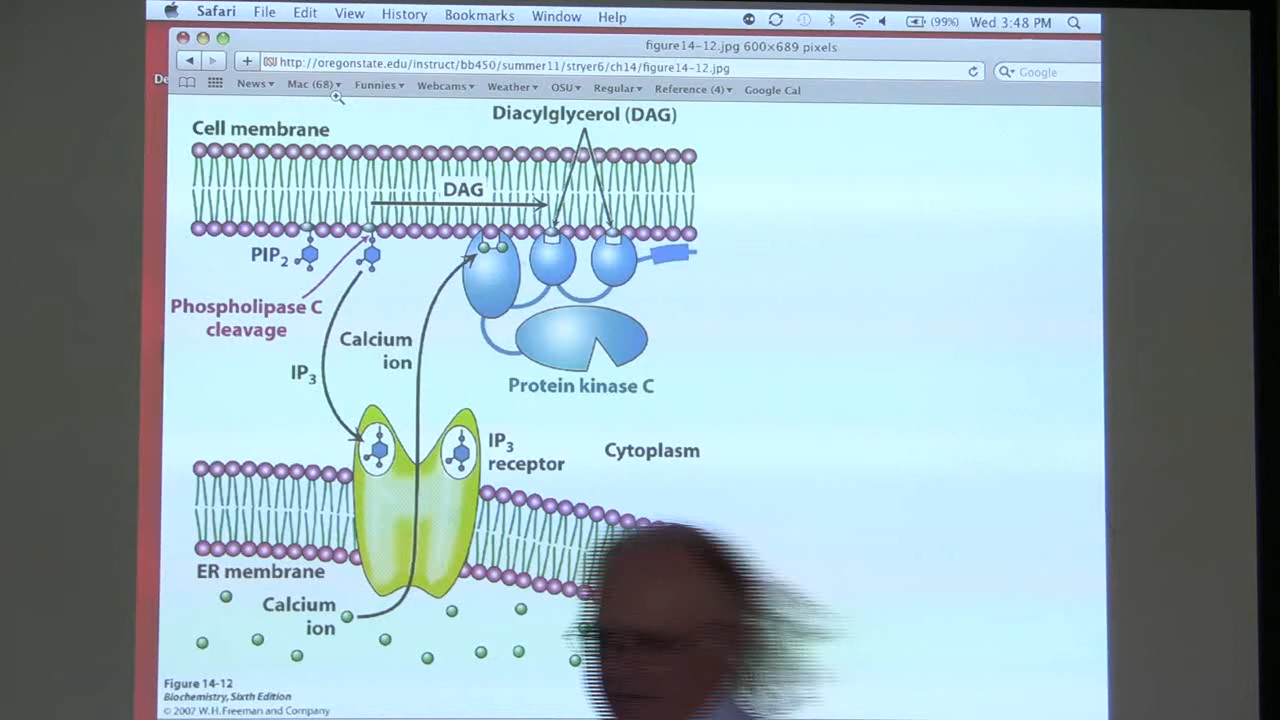 Safari File Edit View History Bookmarks Window Help (99%) Wed 3:48 PM
figure14-12.jpg 600×689 pixels
http://oregonstate.edu/instruct/bb450/summer11/stryer6/ch14/figure14-12.jpg
Google
De
News Mac (68) Funnies Webcams Weather OSU Regular Reference (4) Google Cal
Diacylglycerol (DAG)
Cell membrane
DAG
PIP2
Phospholipase C
cleavage
Calcium
ion
IP3
Protein kinase C
IP3
receptor
Cytoplasm
ER membrane
Calcium
ion
Figure 14-12
Biochemistry, Sixth Edition
© 2007 W.H. Freeman and Company